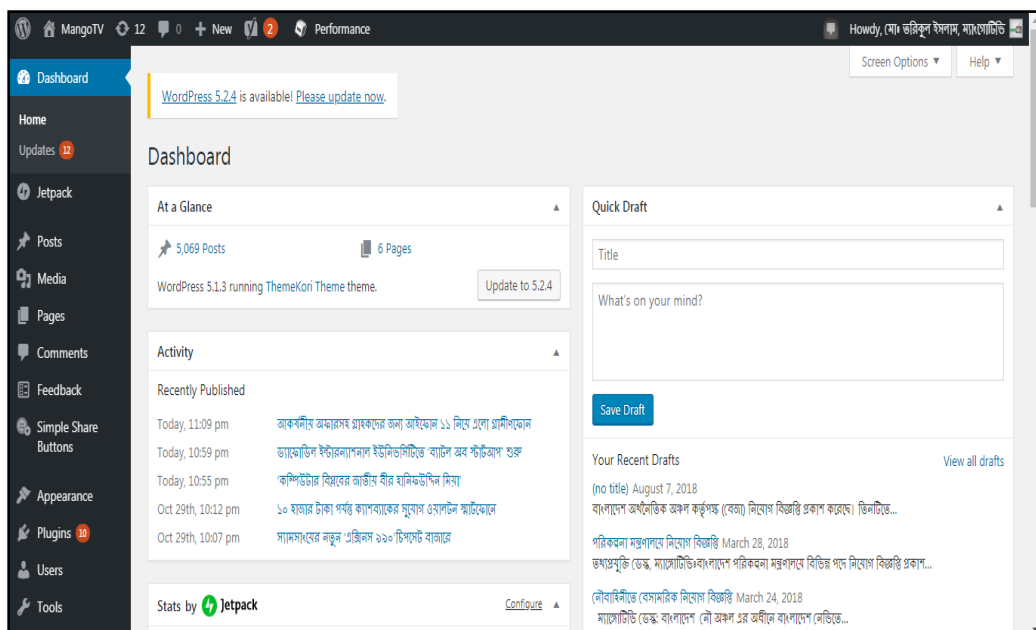 MangoTV 12 0 + New 2 Performance Howdy, মোঃ তরিকুল ইসলাম, ম্যাংগোটিভি
Screen Options ▼ Help ▼
Dashboard
Home
Updates 12
Jetpack
Posts
Media
Pages
Comments
Feedback
Simple Share
Buttons
Appearance
Plugins 10
Users
Tools
WordPress 5.2.4 is available! Please update now.
Dashboard
At a Glance
5,069 Posts 6 Pages
WordPress 5.1.3 running ThemeKori Theme theme. Update to 5.2.4
Activity
Recently Published
Today, 11:09 pm আকর্ষনীয় অফারসহ গ্রাহকদের জন্য আইফোন ১১ নিয়ে এলো গ্রামীণফোন
Today, 10:59 pm ড্যাফোডিল ইন্টারন্যাশনাল ইউনিভার্সিটিতে ‘ব্যাটল অব স্টার্টআপ’ শুরু
Today, 10:55 pm ‘কম্পিউটার বিপ্লবের জাতীয় বীর হানিফউদ্দিন মিয়া’
Oct 29th, 10:12 pm ১০ হাজার টাকা পর্যন্ত ক্যাশব্যাকের সুযোগ ওয়ালটন স্মার্টফোনে
Oct 29th, 10:07 pm স্যামসাংয়ের নতুন ‘এক্সিনস ৯৯০’চিপসেট বাজারে
Stats by Jetpack Configure
Quick Draft
Title
What's on your mind?
Save Draft
Your Recent Drafts View all drafts
(no title) August 7, 2018
বাংলাদেশ অর্থনৈতিক অঞ্চল কর্তৃপক্ষ (বেজা) নিয়োগ বিজ্ঞপ্তি প্রকাশ করেছে। তিনটিতে...
পরিকল্পনা মন্ত্রণালয়ে নিয়োগ বিজ্ঞপ্তি March 28, 2018
তথ্যপ্রযুক্তি ডেস্ক, ম্যাঙ্গোটিভিঃবাংলাদেশ পরিকল্পনা মন্ত্রণালয়ে বিভিন্ন পদে নিয়োগ বিজ্ঞপ্তি প্রকাশ...
নৌবাহিনীতে বেসামরিক নিয়োগ বিজ্ঞপ্তি March 24, 2018
ম্যাঙ্গোটিভি ডেস্ক: বাংলাদেশ নৌ অঞ্চল এর অধীনে বাংলাদেশ নেভিতে...